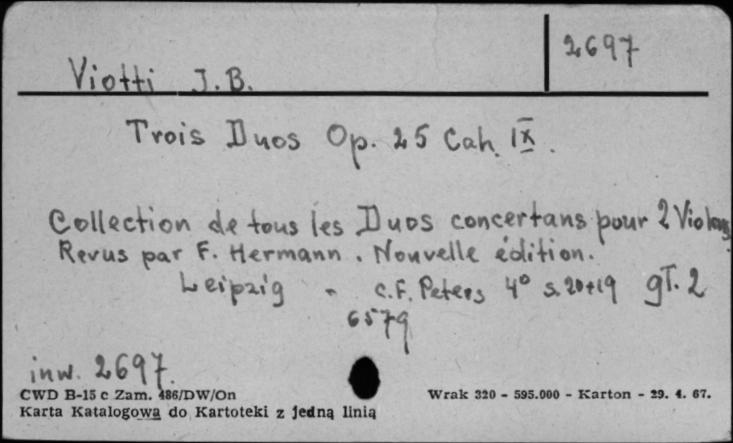 2697
Viotti J.B.
Trois Duos Op. 25 Cah. IX.
Collection de tous les Duos concertans pour 2 Violons
Revus par F. Hermann. Nouvelle édition.
Leipzig - C.F. Peters 4° s. 20+19 gł. 2
6579
inw. 2697.
CWD B-15 c Zam. 486/DW/On
Wrak 320 - 595.000 - Karton - 29. 4. 67.
Karta Katalogowa do Kartoteki z jedną linią